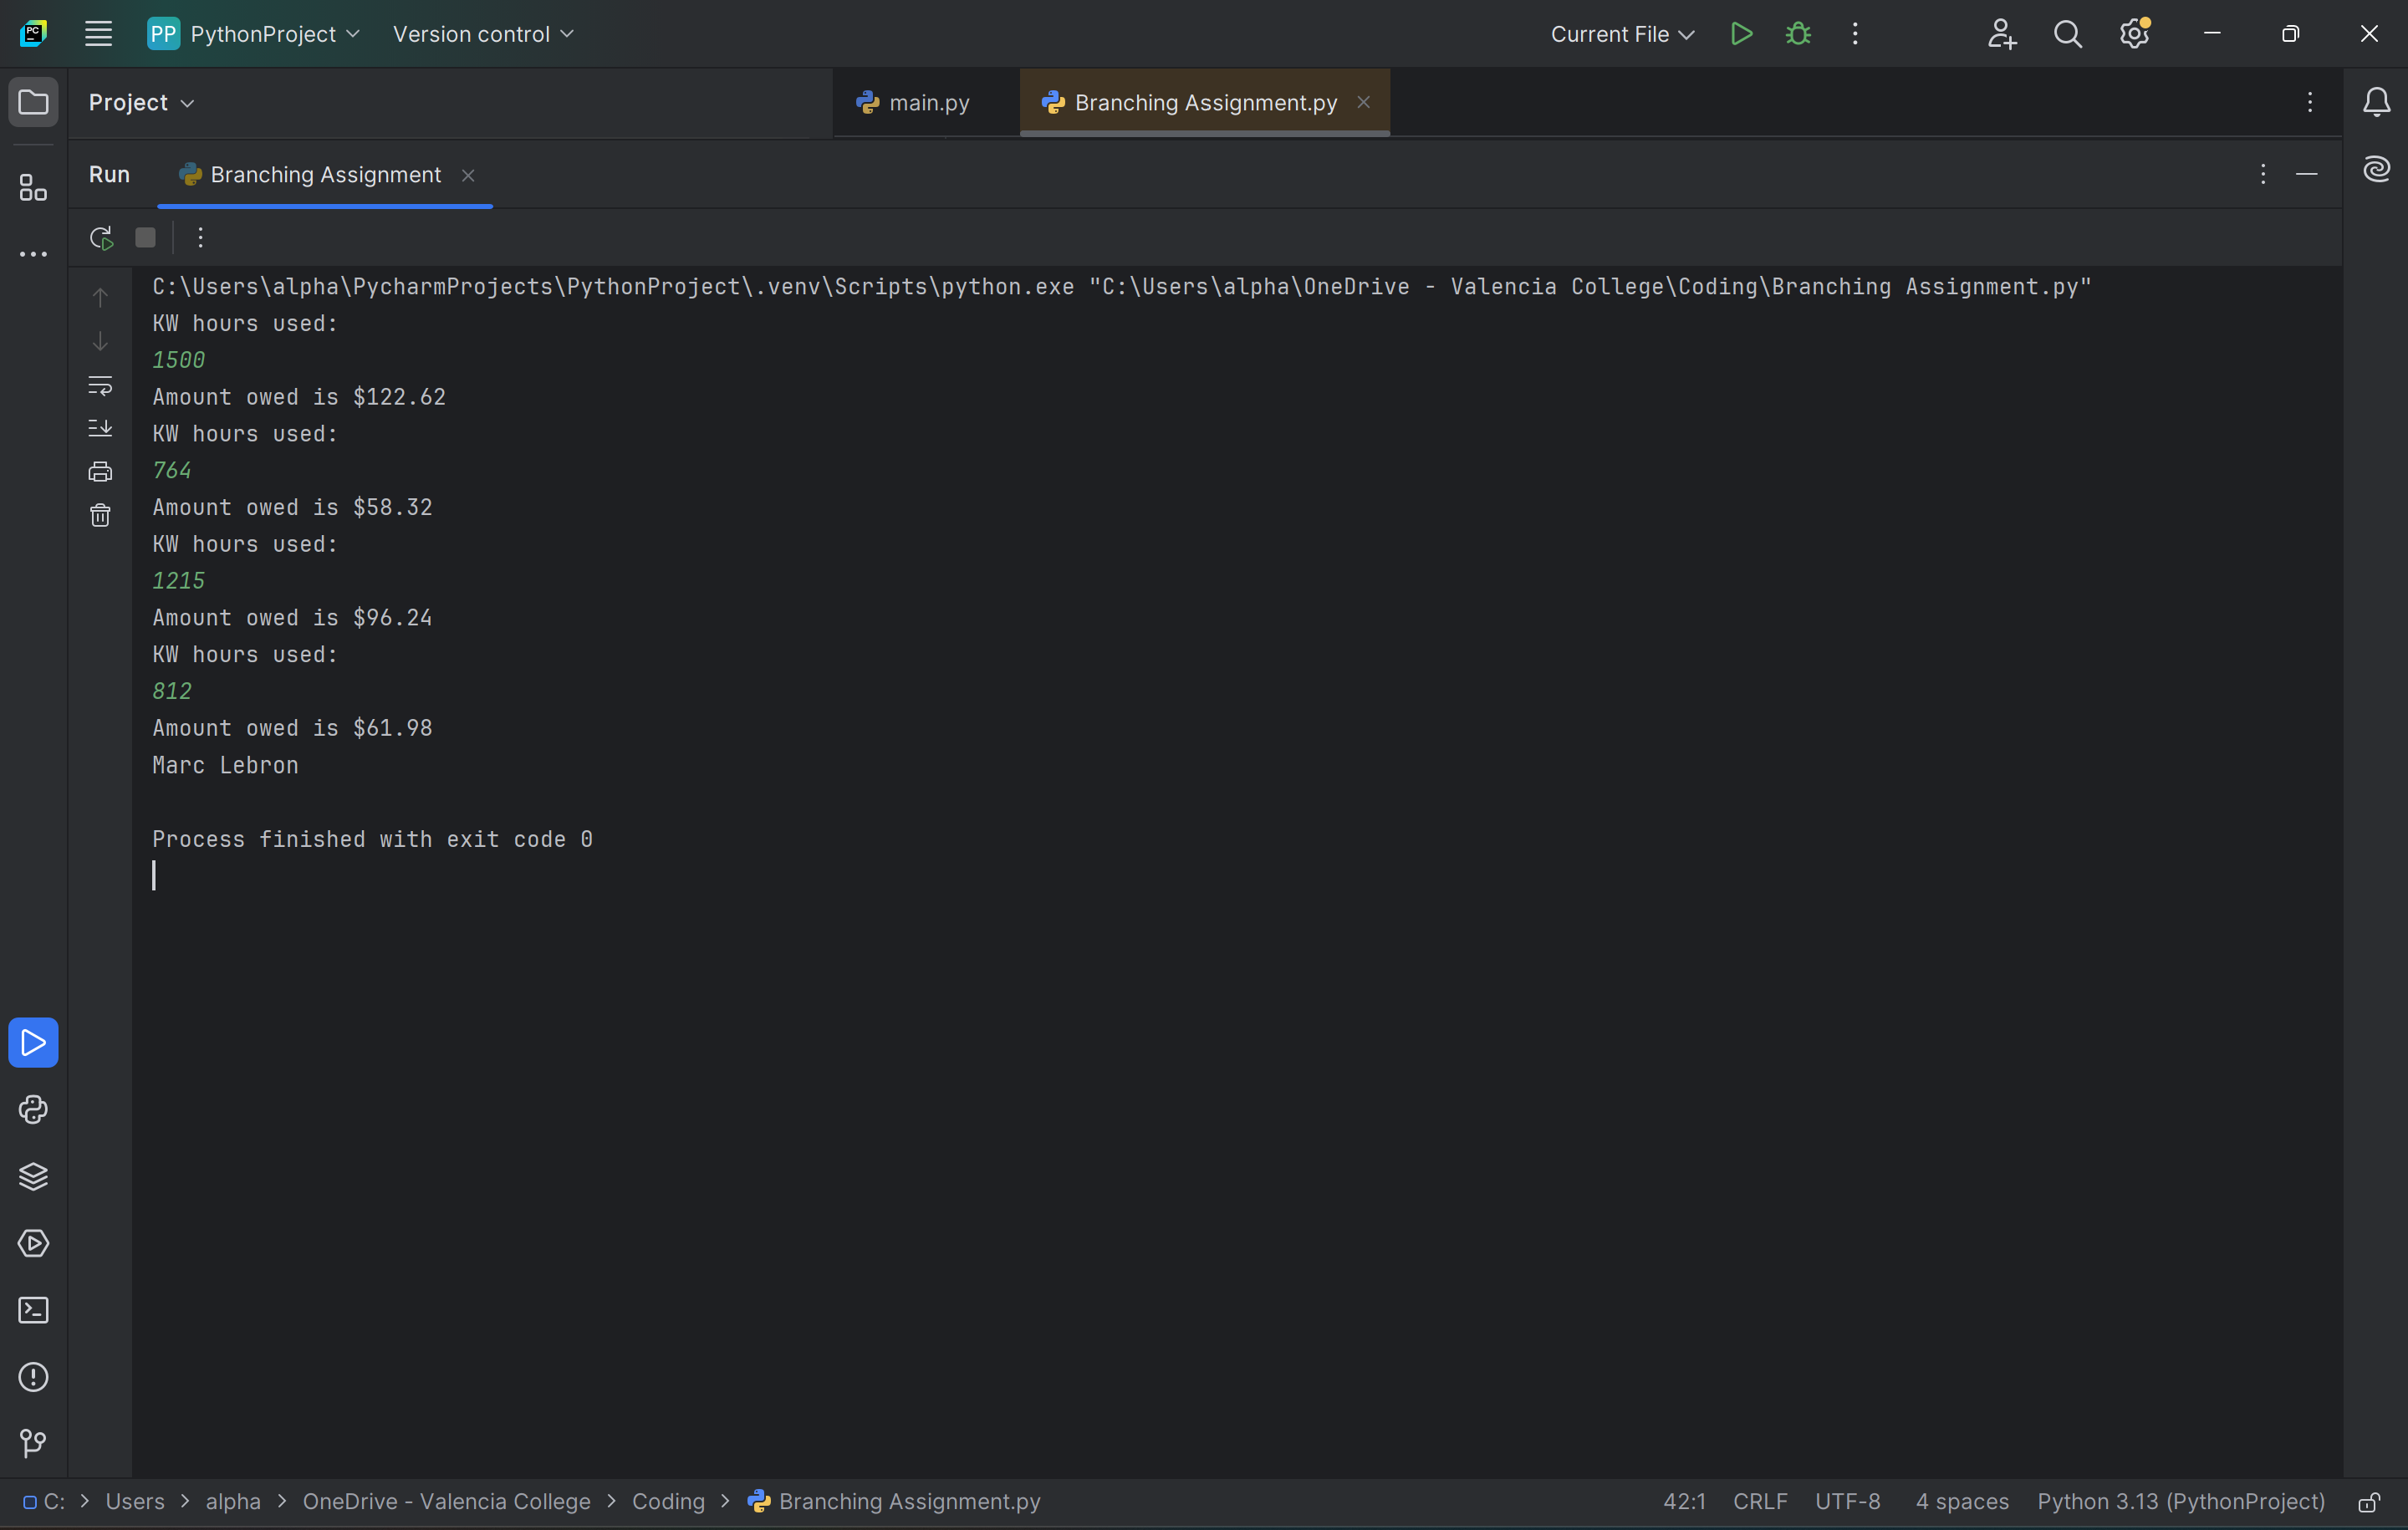 PC PP PythonProject Version control Current File
Project main.py Branching Assignment.py
Run Branching Assignment
C:\Users\alpha\PycharmProjects\PythonProject\.venv\Scripts\python.exe "C:\Users\alpha\OneDrive - Valencia College\Coding\Branching Assignment.py"
KW hours used:
1500
Amount owed is $122.62
KW hours used:
764
Amount owed is $58.32
KW hours used:
1215
Amount owed is $96.24
KW hours used:
812
Amount owed is $61.98
Marc Lebron
Process finished with exit code 0
C: > Users > alpha > OneDrive - Valencia College > Coding > Branching Assignment.py 42:1 CRLF UTF-8 4 spaces Python 3.13 (PythonProject)